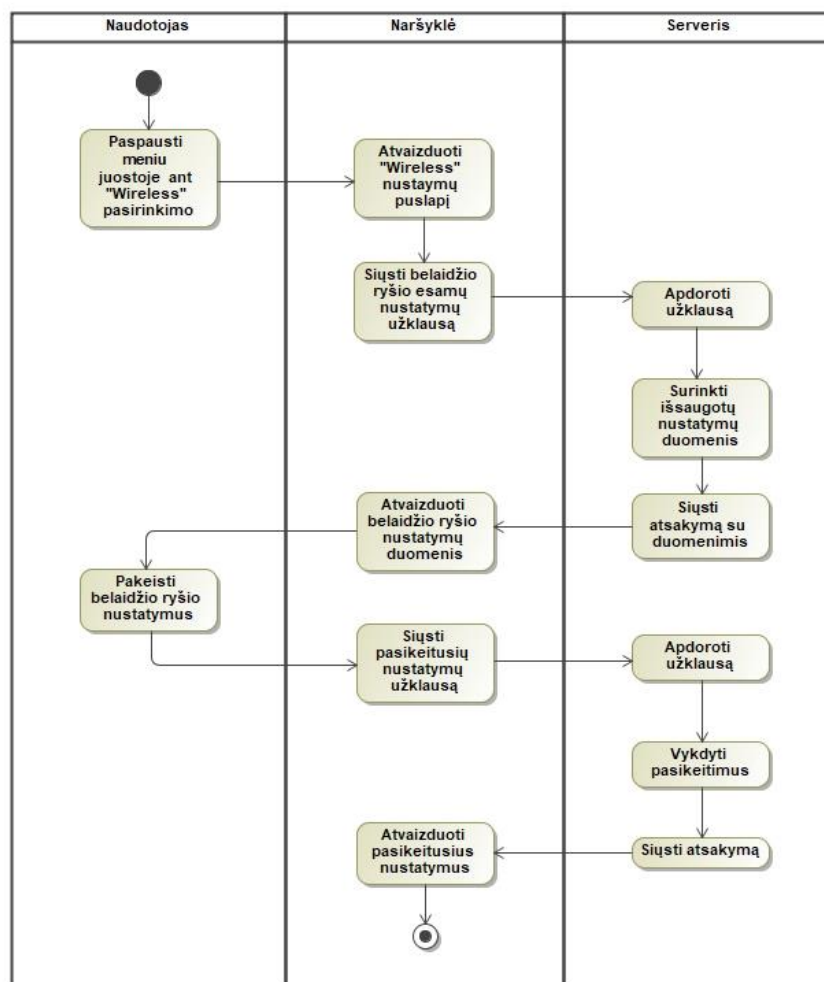 Naudotojas
Naršyklė
Serveris
Paspausti
meniu
juostoje ant
"Wireless"
pasirinkimo
Atvaizduoti
"Wireless"
nustaymų
puslapį
Siųsti belaidžio
ryšio esamų
nustatymų
užklausą
Apdoroti
užklausą
Surinkti
išsaugotų
nustatymų
duomenis
Siųsti
atsakymą su
duomenimis
Atvaizduoti
belaidžio ryšio
nustatymų
duomenis
Pakeisti
belaidžio ryšio
nustatymus
Siųsti
pasikeitusių
nustatymų
užklausą
Apdoroti
užklausą
Vykdyti
pasikeitimus
Siųsti atsakymą
Atvaizduoti
pasikeitusius
nustatymus